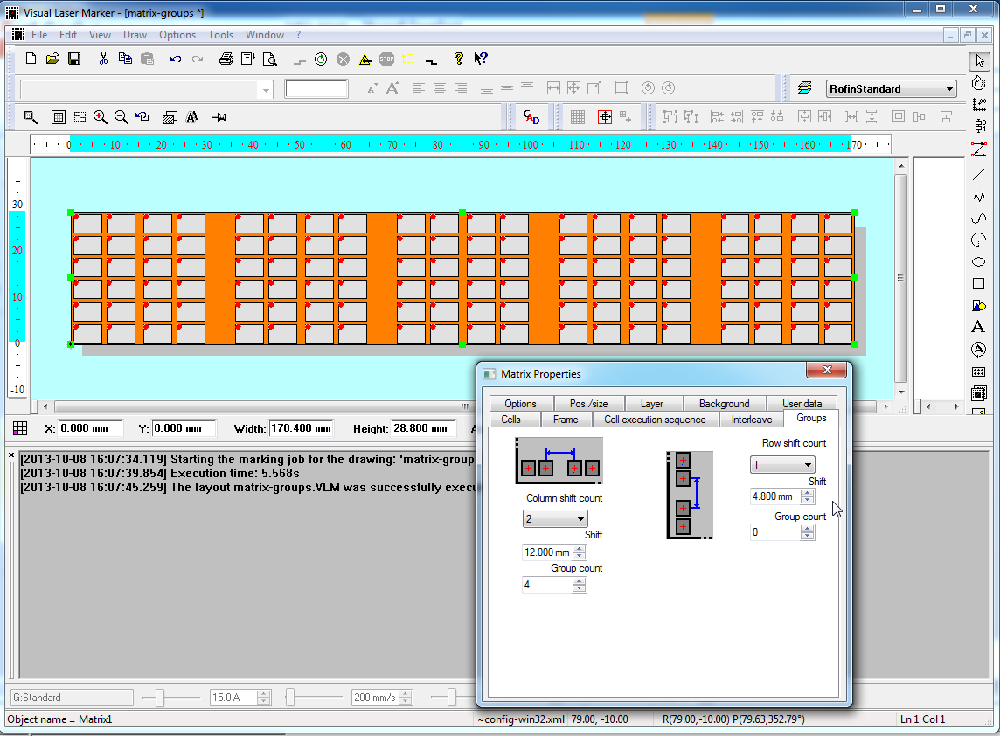 Visual Laser Marker - [matrix-groups *]
File Edit View Draw Options Tools Window ?
STOP
RofinStandard
CAD
0 10 20 30 40 50 60 70 80 90 100 110 120 130 140 150 160 170
30
20
10
0
-10
Matrix Properties
Options Pos./size Layer Background User data
Cells Frame Cell execution sequence Interleave Groups
X: 0.000 mm Y: 0.000 mm Width: 170.400 mm Height: 28.800 mm A
[2013-10-08 16:07:34.119] Starting the marking job for the drawing: 'matrix-group
[2013-10-08 16:07:39.854] Execution time: 5.568s
[2013-10-08 16:07:45.259] The layout matrix-groups.VLM was successfully execu
Column shift count
2
Shift
12.000 mm
Group count
4
Row shift count
1
Shift
4.800 mm
Group count
0
G:Standard 15.0 A 200 mm/s
Object name = Matrix1 ~config-win32.xml 79.00, -10.00 R(79.00,-10.00) P(79.63,352.79°) Ln 1 Col 1